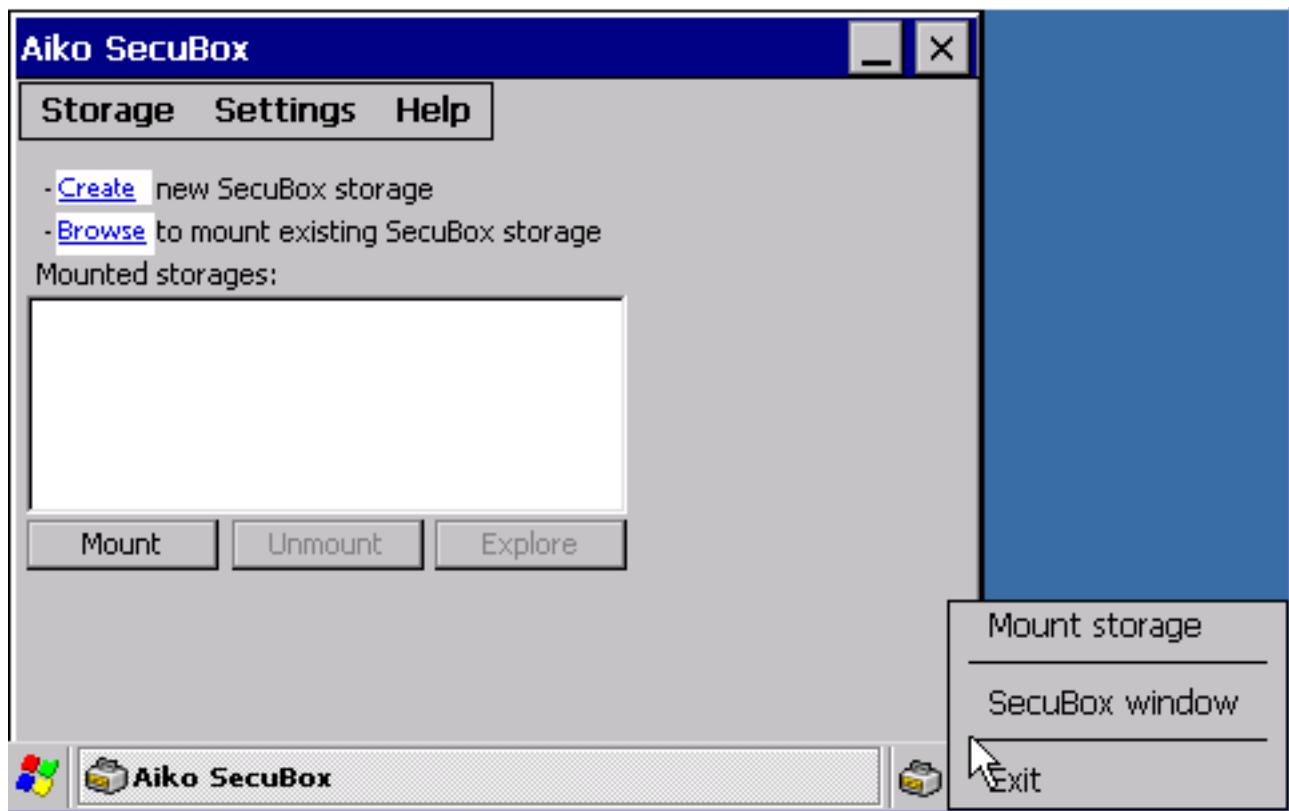 Aiko SecuBox
Storage Settings Help
- Create new SecuBox storage
- Browse to mount existing SecuBox storage
Mounted storages:
Mount Unmount Explore
Mount storage
SecuBox window
Exit
Aiko SecuBox